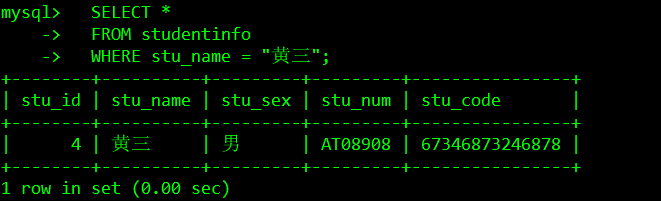 mysql>   SELECT *
    ->   FROM studentinfo
    ->   WHERE stu_name = "黄三";
+--------+----------+---------+---------+----------------+
| stu_id | stu_name | stu_sex | stu_num | stu_code       |
+--------+----------+---------+---------+----------------+
|      4 | 黄三     | 男      | AT08908 | 67346873246878 |
+--------+----------+---------+---------+----------------+
1 row in set (0.00 sec)